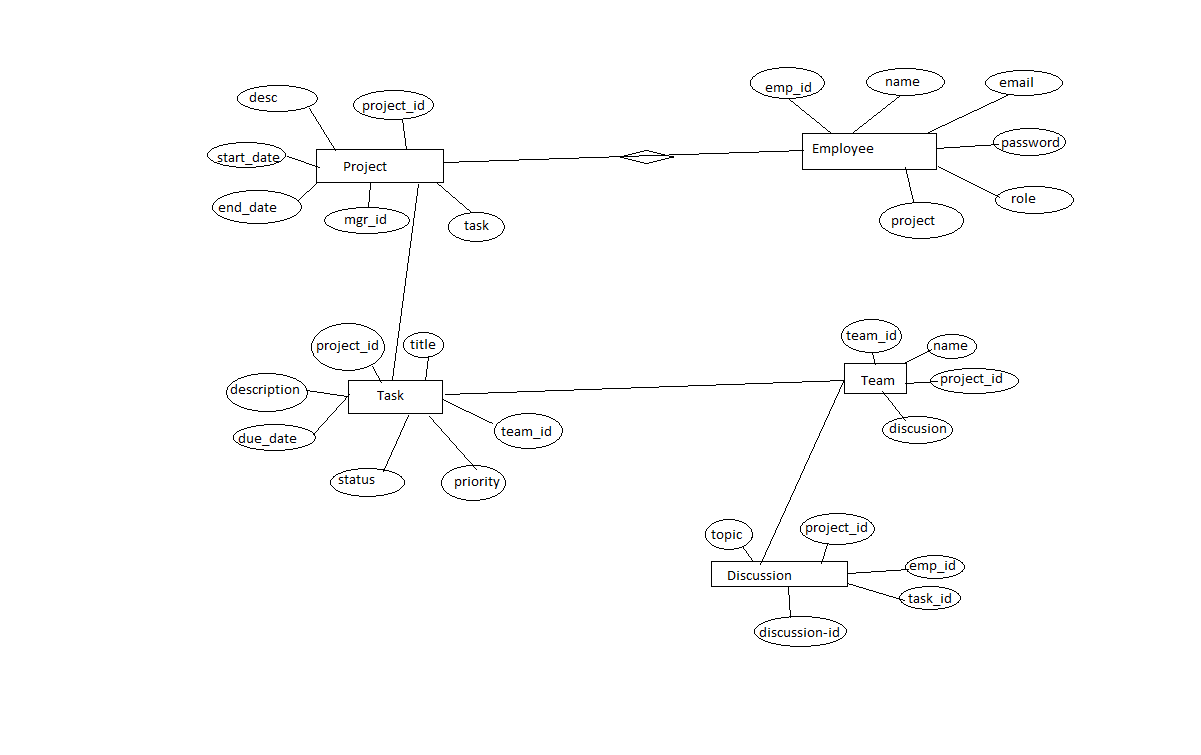 desc
project_id
start_date
Project
end_date
mgr_id
task
emp_id
name
email
Employee
password
role
project
project_id
title
description
Task
due_date
team_id
status
priority
team_id
name
Team
project_id
discusion
topic
project_id
Discussion
emp_id
task_id
discussion-id